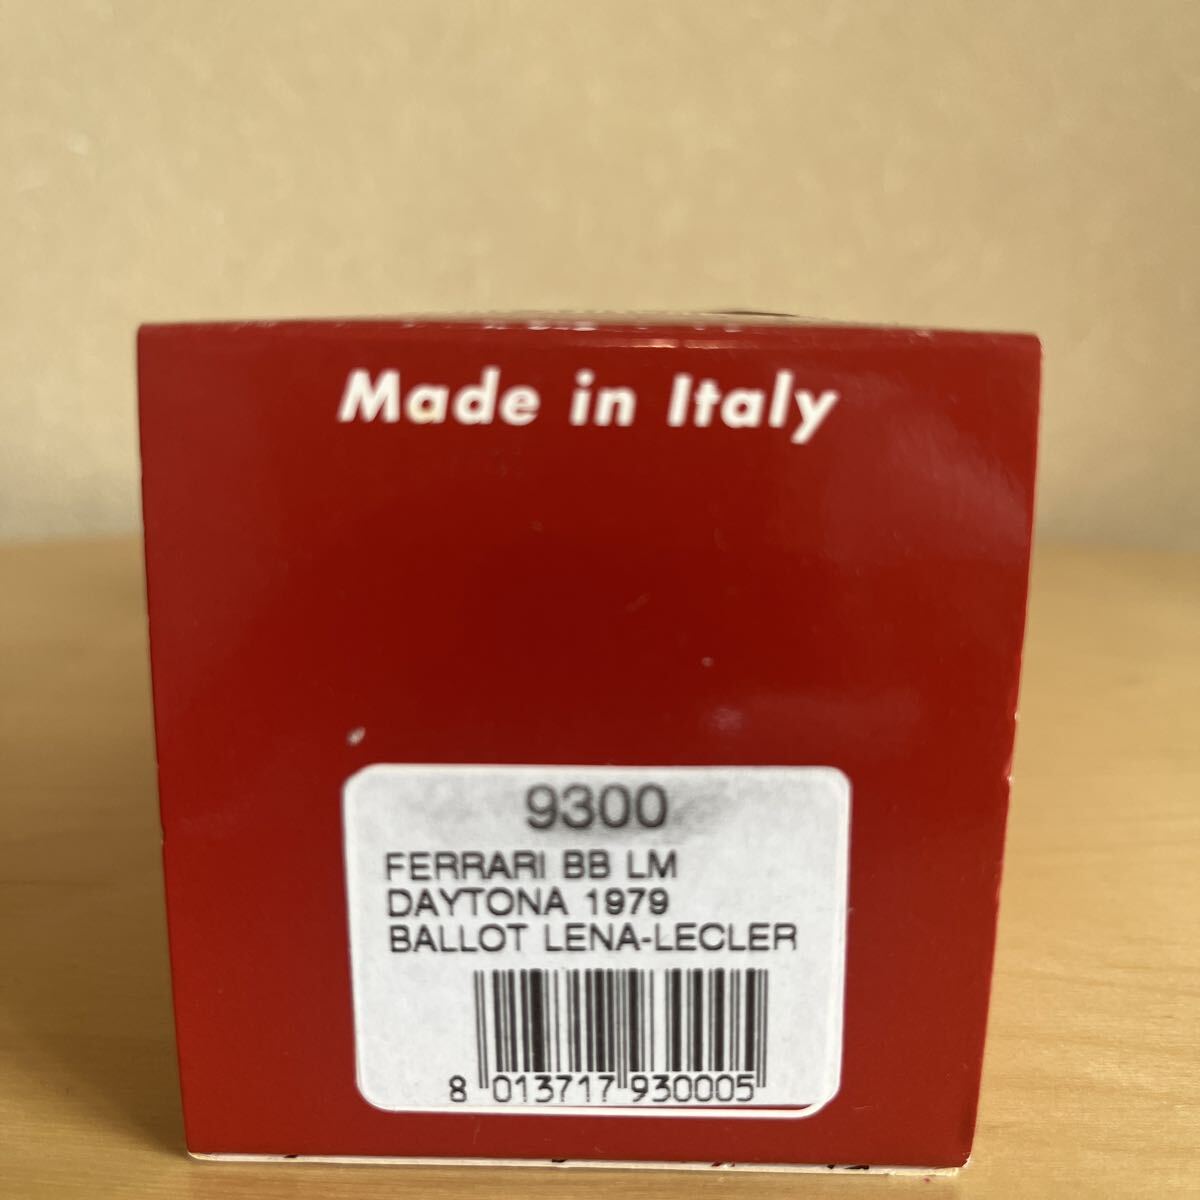 Made in Italy
9300
FERRARI BB LM
DAYTONA 1979
BALLOT LENA-LECLER
8 013717 930005